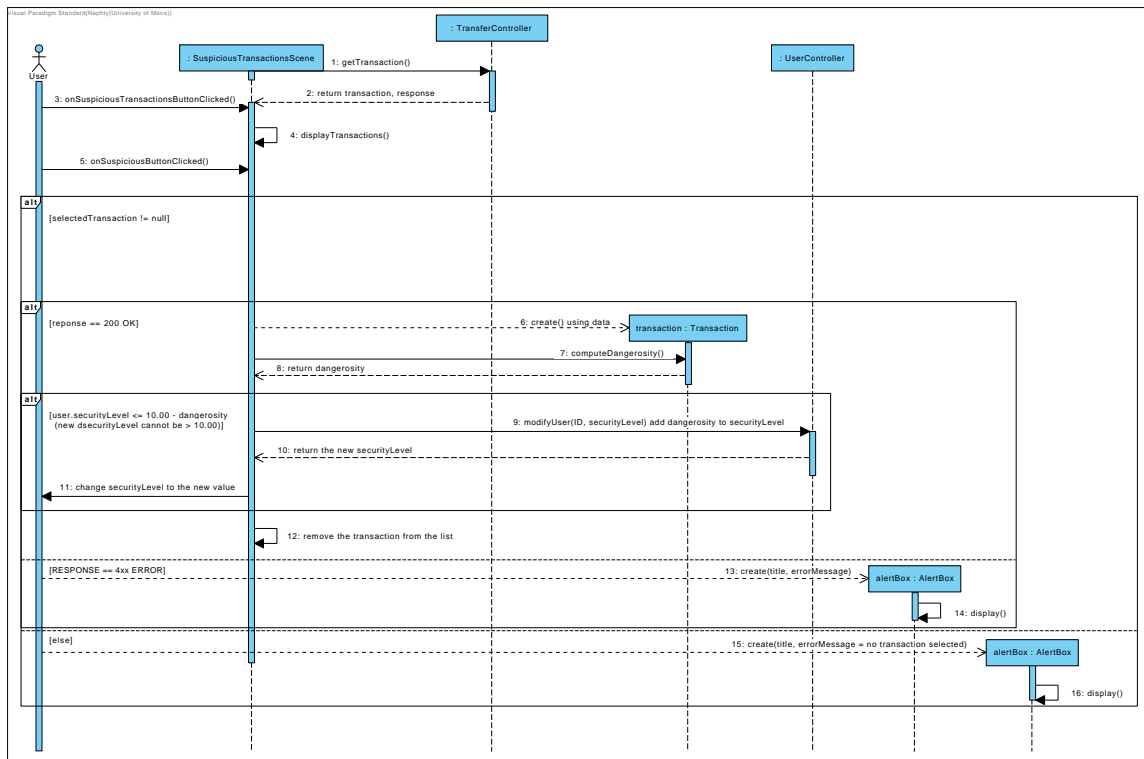 Visual Paradigm Standard(Nephty(University of Mons))
: TransferController
: SuspiciousTransactionsScene
: UserController
User
1: getTransaction()
2: return transaction, response
3: onSuspiciousTransactionsButtonClicked()
4: displayTransactions()
5: onSuspiciousButtonClicked()
alt
[selectedTransaction != null]
alt
[reponse == 200 OK]
6: create() using data
transaction : Transaction
7: computeDangerosity()
8: return dangerosity
alt
[user.securityLevel <= 10.00 - dangerosity
(new dsecurityLevel cannot be > 10.00)]
9: modifyUser(ID, securityLevel) add dangerosity to securityLevel
10: return the new securityLevel
11: change securityLevel to the new value
12: remove the transaction from the list
[RESPONSE == 4xx ERROR]
13: create(title, errorMessage)
alertBox : AlertBox
14: display()
[else]
15: create(title, errorMessage = no transaction selected)
alertBox : AlertBox
16: display()